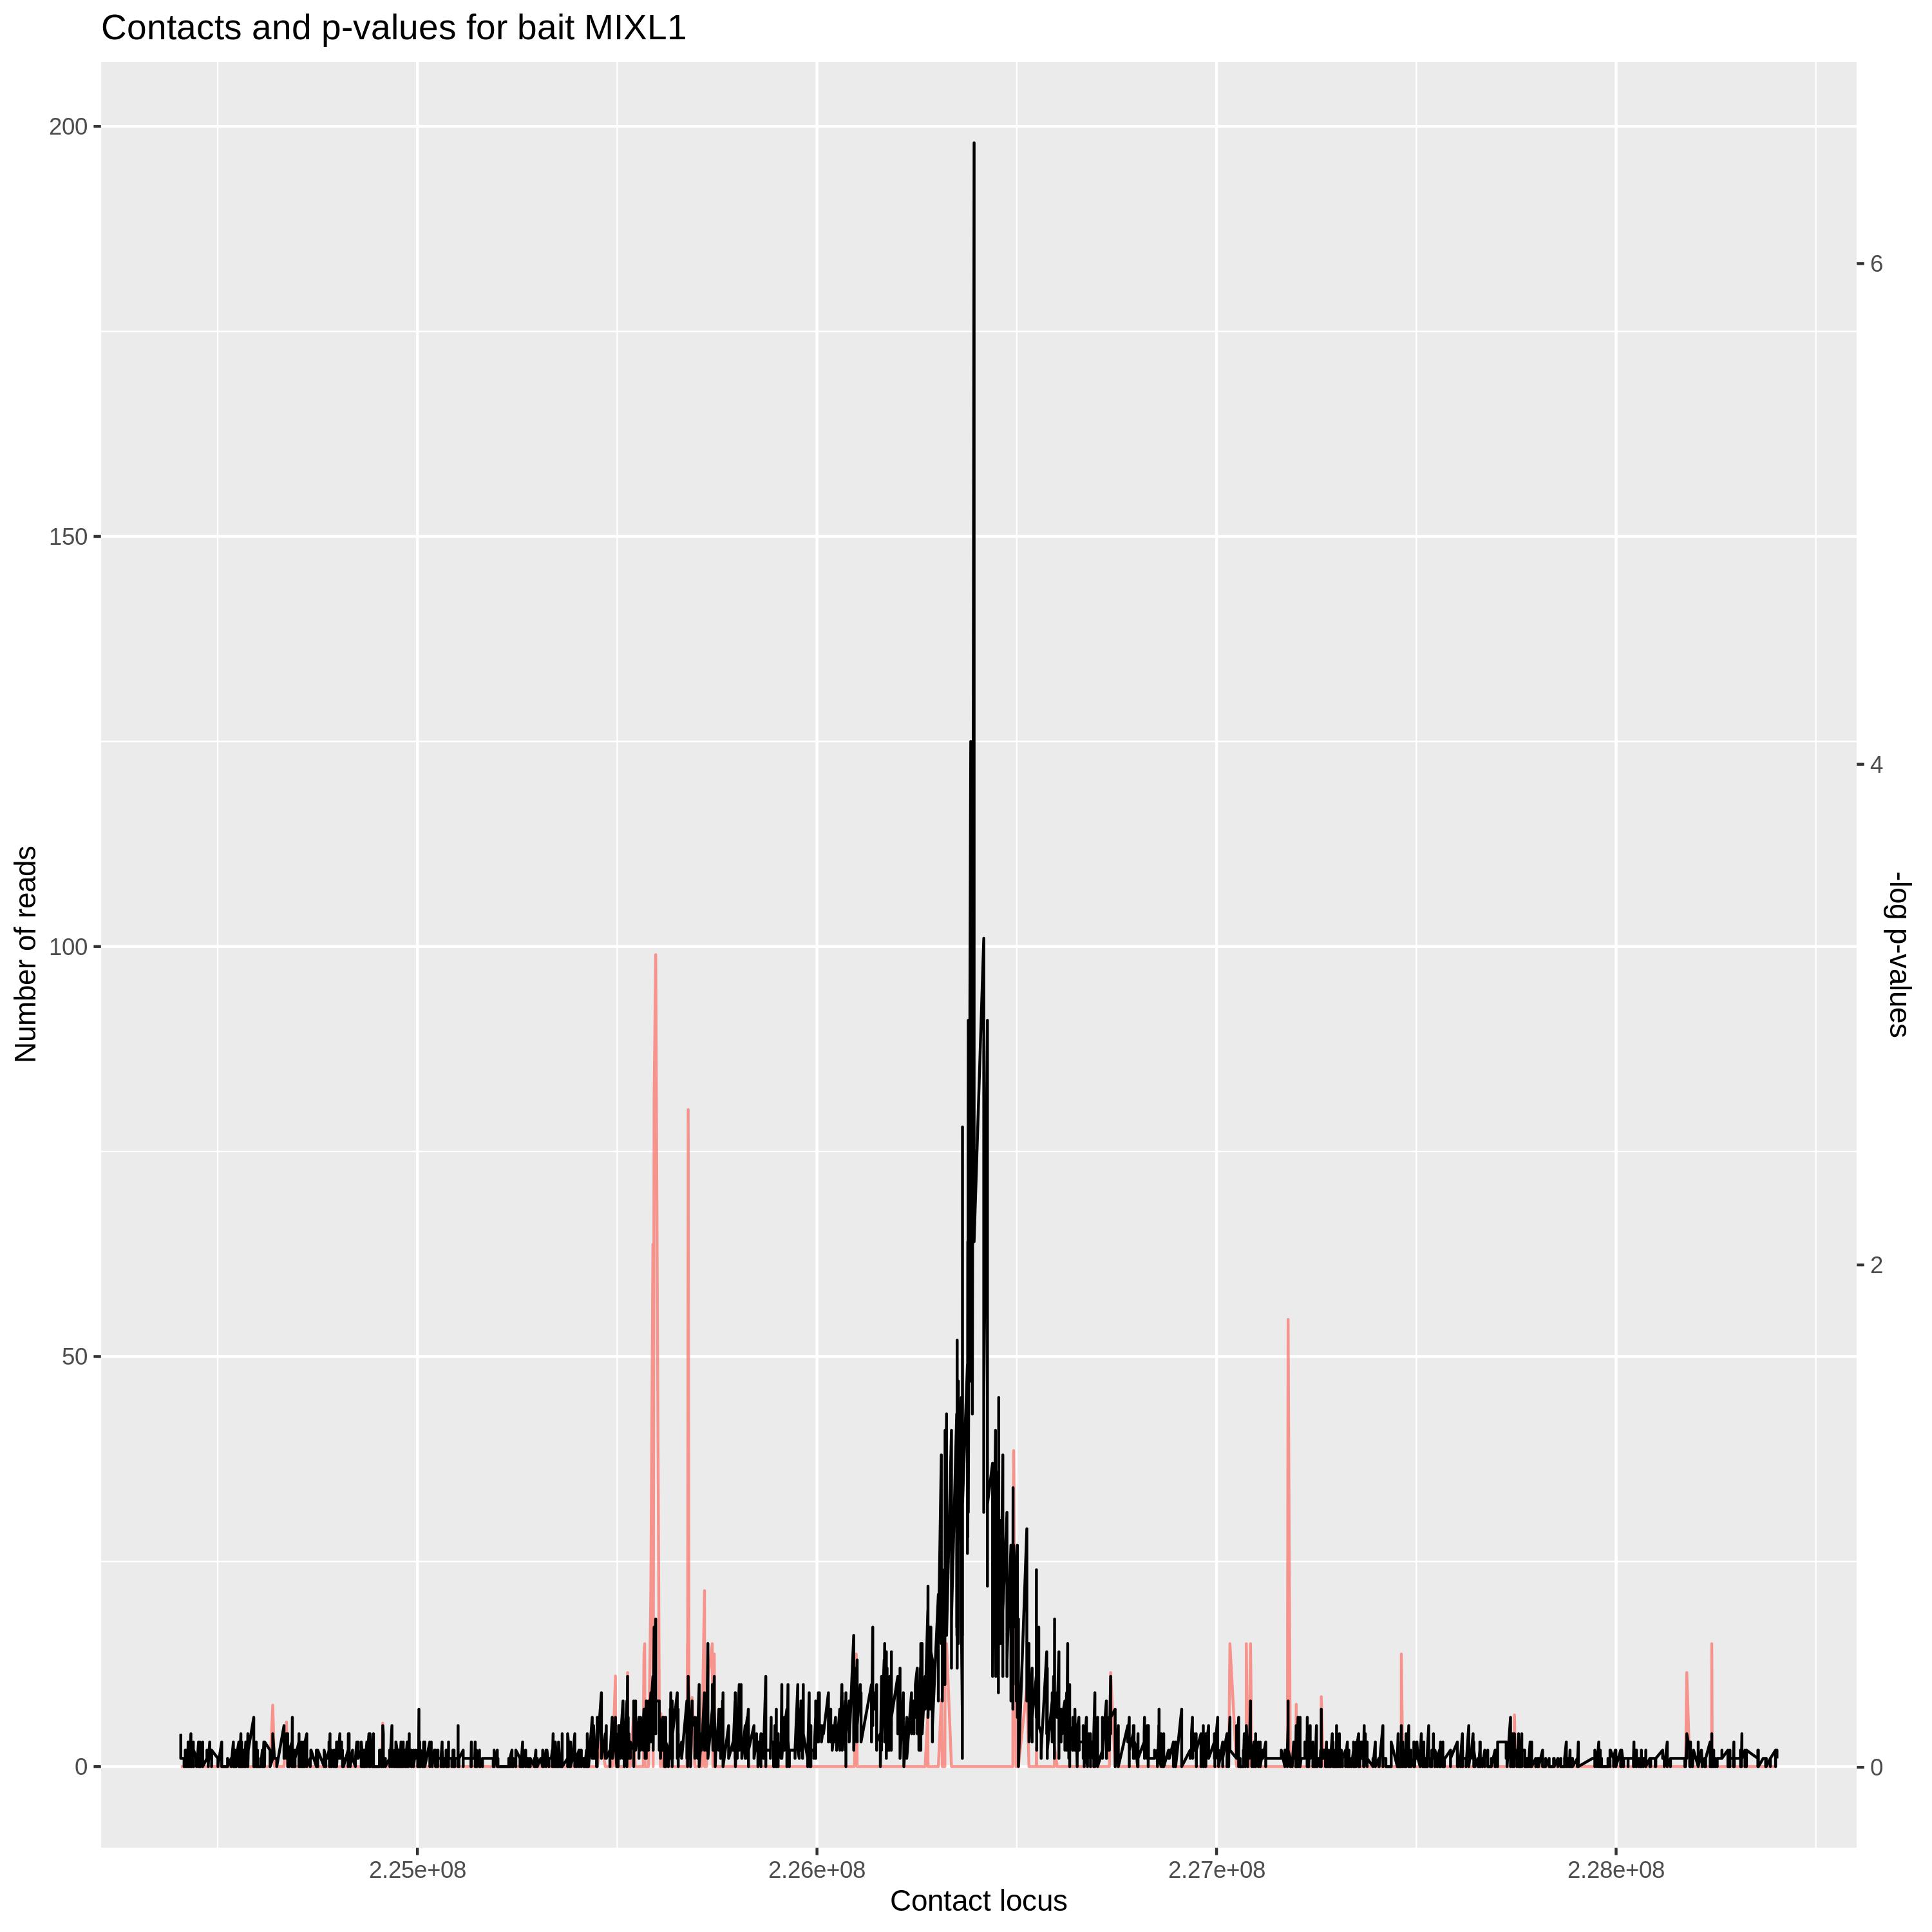 Contacts and p-values for bait MIXL1
200
150
100
50
0
Number of reads
6
4
2
0
-log p-values
2.25e+08
2.26e+08
2.27e+08
2.28e+08
Contact locus